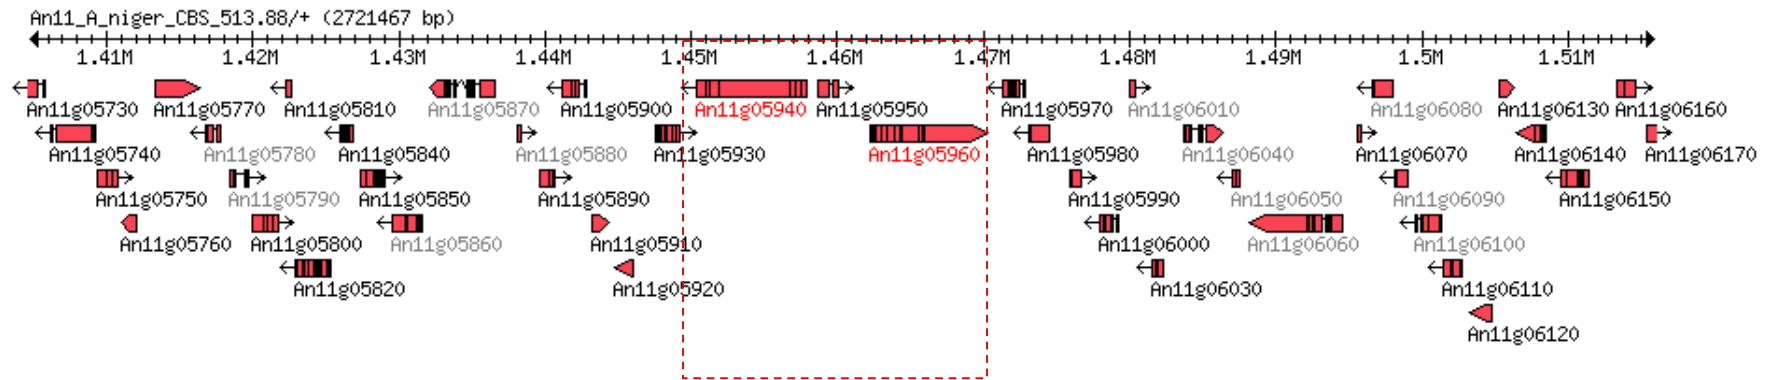 An11_A_niger_CBS_513.88/+ (2721467 bp)
1.41M 1.42M 1.43M 1.44M 1.45M 1.46M 1.47M 1.48M 1.49M 1.5M 1.51M
An11g05730 An11g05770 An11g05810 An11g05870 An11g05900 An11g05940 An11g05950 An11g05970 An11g06010 An11g06080 An11g06130 An11g06160
An11g05740 An11g05780 An11g05840 An11g05880 An11g05930 An11g05960 An11g05980 An11g06040 An11g06070 An11g06140 An11g06170
An11g05750 An11g05790 An11g05850 An11g05890 An11g05990 An11g06050 An11g06090 An11g06150
An11g05760 An11g05800 An11g05860 An11g05910 An11g06000 An11g06060 An11g06100
An11g05820 An11g05920 An11g06030 An11g06110
An11g06120